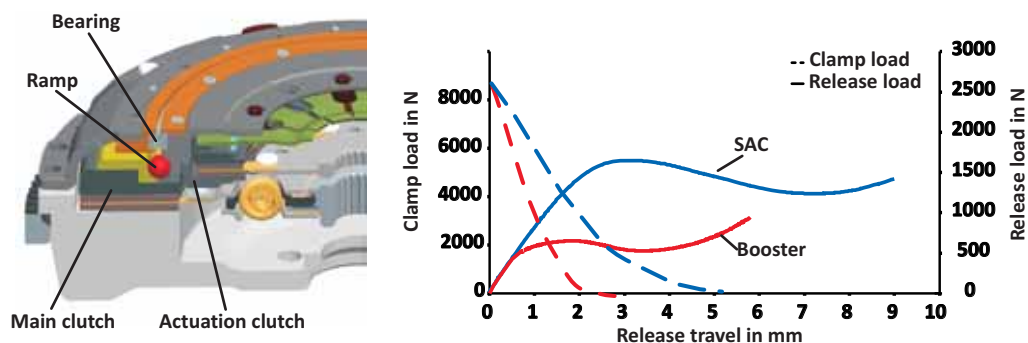 Bearing
Ramp
Main clutch
Actuation clutch
Clamp load in N
8000
6000
4000
2000
0
Clamp load
Release load
SAC
Booster
3000
2500
2000
1500
1000
500
0
Release load in N
0 1 2 3 4 5 6 7 8 9 10
Release travel in mm